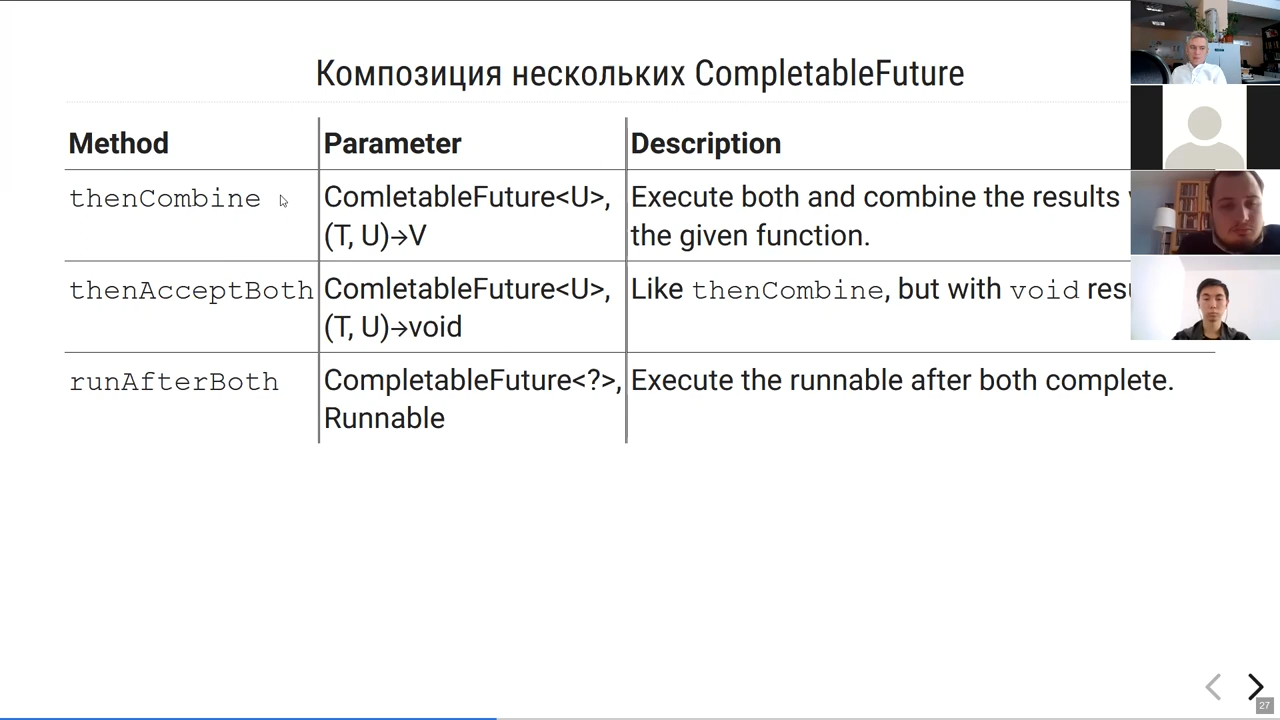 Композиция нескольких CompletableFuture
Method Parameter Description
thenCombine ComletableFuture<U>, Execute both and combine the results
(T, U)→V the given function.
thenAcceptBoth ComletableFuture<U>, Like thenCombine, but with void
(T, U)→void
runAfterBoth CompletableFuture<?>, Execute the runnable after both complete.
Runnable
27